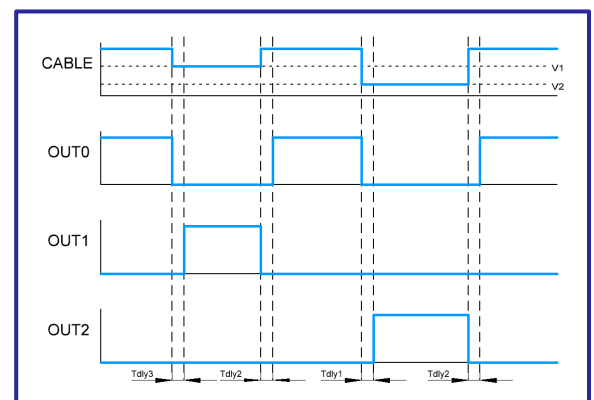 CABLE
V1
V2
OUT0
OUT1
OUT2
Tdly3 Tdly2 Tdly1 Tdly2